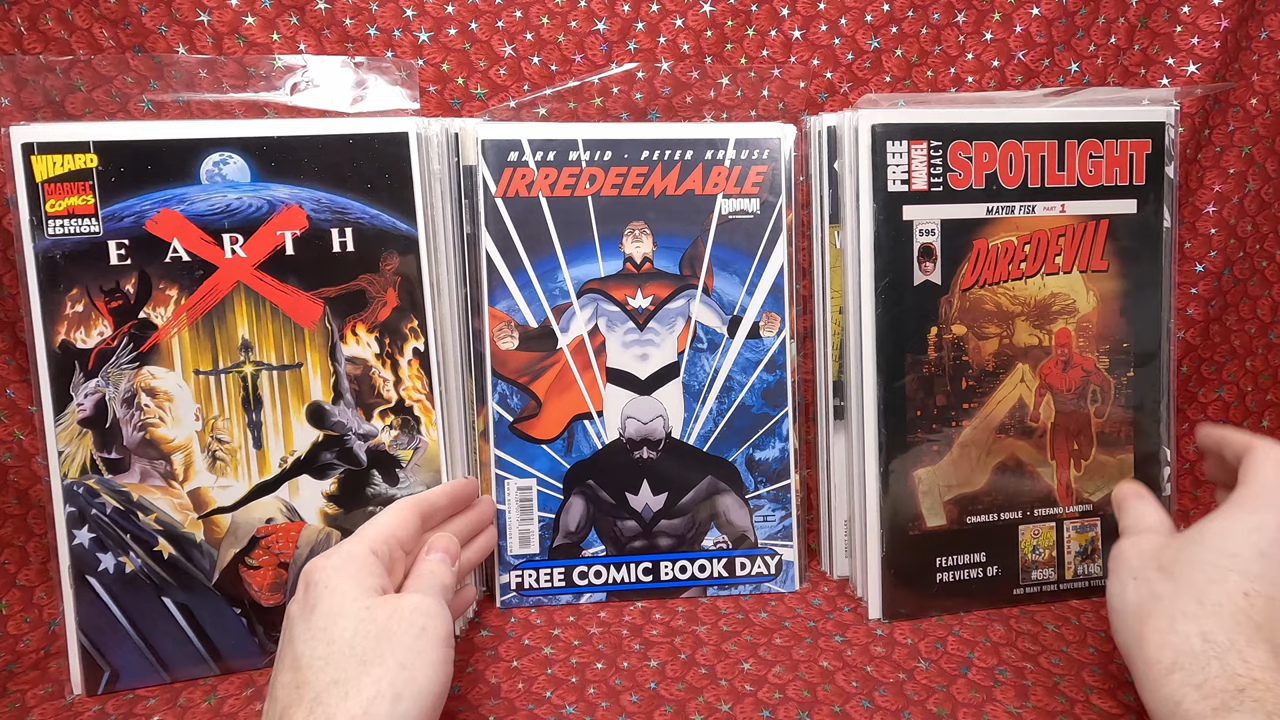 WIZARD
MARVEL
COMICS
SPECIAL
EDITION
EARTH
MARK WAID • PETER KRAUSE
IRREDEEMABLE
BOOM!
FREE COMIC BOOK DAY
FREE
MARVEL
LEGACY
SPOTLIGHT
MAYOR FISK PART 1
595
DAREDEVIL
CHARLES SOULE • STEFANO LANDINI
FEATURING
PREVIEWS OF:
#695
#146
AND MANY MORE NOVEMBER TITLES